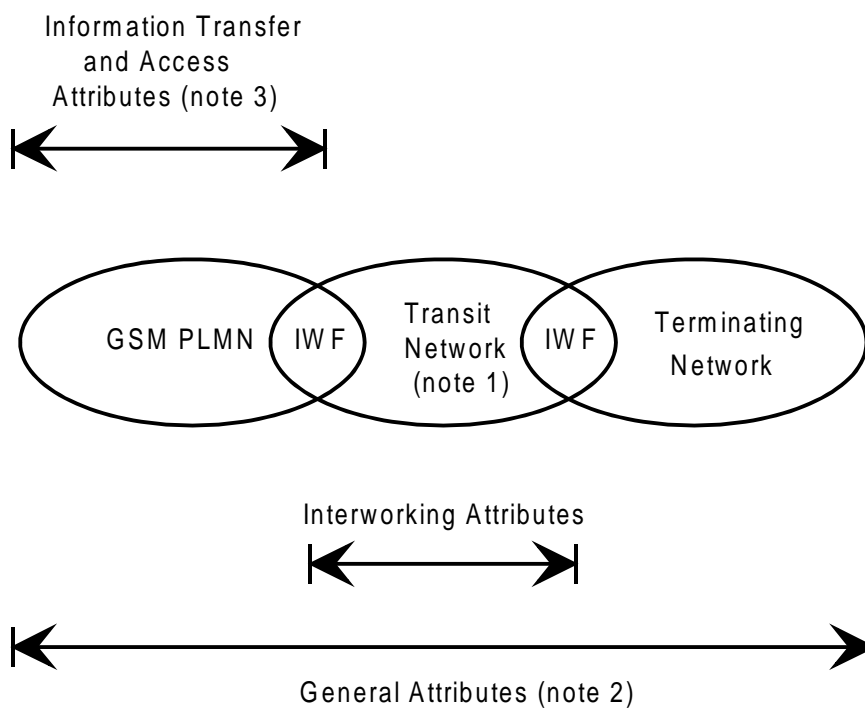 Information Transfer
and Access
Attributes (note 3)
GSM PLMN
IWF
Transit
Network
(note 1)
IWF
Terminating
Network
Interworking Attributes
General Attributes (note 2)